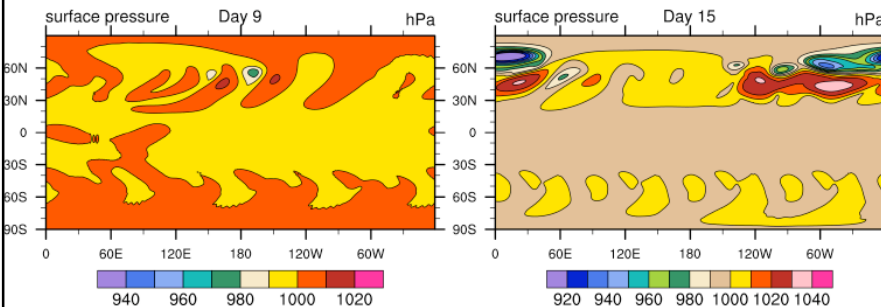 surface pressure Day 9 hPa
60N
30N
0
30S
60S
90S
0 60E 120E 180 120W 60W
940 960 980 1000 1020
surface pressure Day 15 hPa
60N
30N
0
30S
60S
90S
0 60E 120E 180 120W 60W
920 940 960 980 1000 1020 1040